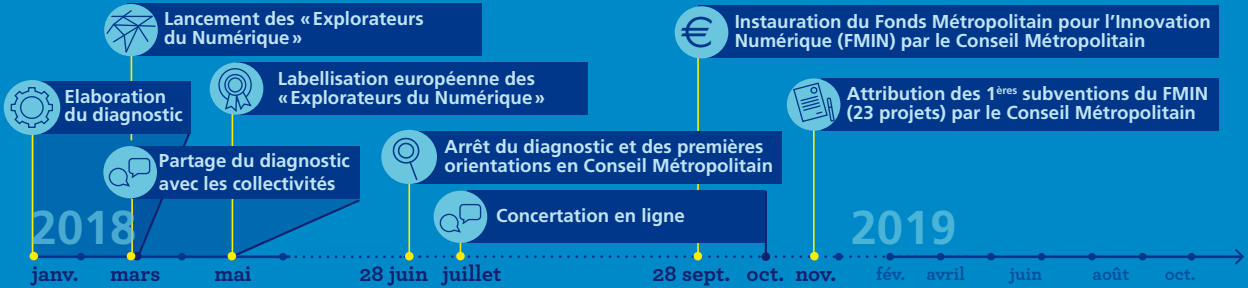 Lancement des « Explorateurs
du Numérique »
Instauration du Fonds Métropolitain pour l'Innovation
Numérique (FMIN) par le Conseil Métropolitain
Labellisation européenne des
« Explorateurs du Numérique »
Elaboration
du diagnostic
Attribution des 1ères subventions du FMIN
(23 projets) par le Conseil Métropolitain
Arrêt du diagnostic et des premières
orientations en Conseil Métropolitain
Partage du diagnostic
avec les collectivités
Concertation en ligne
2018
2019
janv. mars mai 28 juin juillet 28 sept. oct. nov. fév. avril juin août oct.